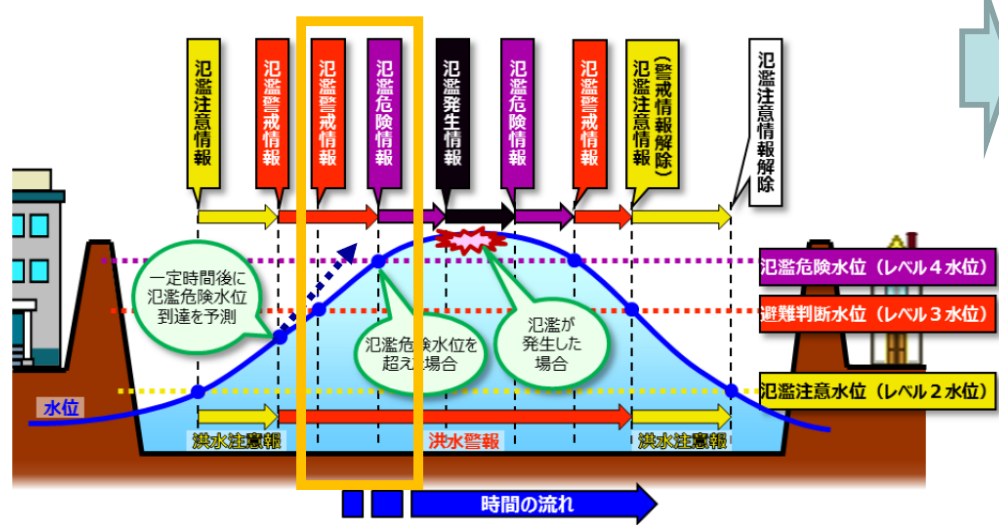 氾濫注意情報
氾濫警戒情報
氾濫警戒情報
氾濫危険情報
氾濫発生情報
氾濫危険情報
氾濫警戒情報
(警戒情報解除)
氾濫注意情報
氾濫注意情報解除
一定時間後に
氾濫危険水位
到達を予測
氾濫危険水位を
超えた場合
氾濫が
発生した
場合
氾濫危険水位(レベル4水位)
避難判断水位(レベル3水位)
氾濫注意水位(レベル2水位)
水位
洪水注意報
洪水警報
洪水注意報
時間の流れ